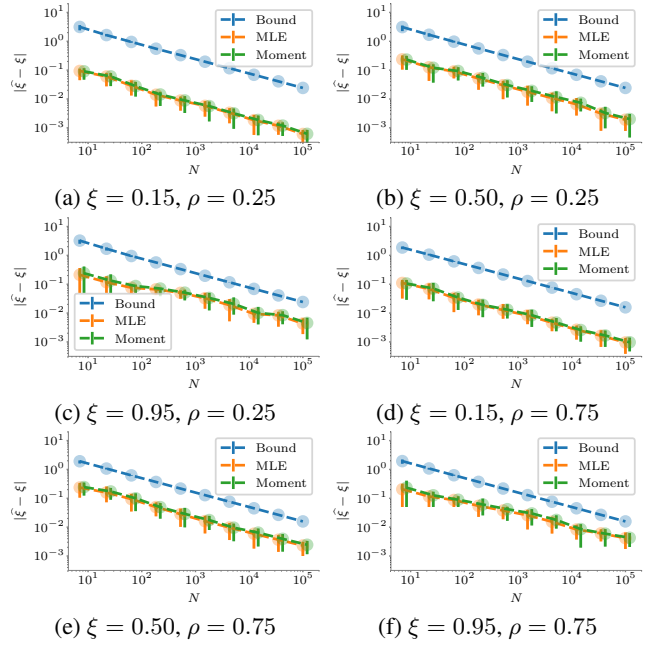 10¹
10⁰
10⁻¹
10⁻²
10⁻³
|ξ̂ − ξ|
Bound
MLE
Moment
10¹ 10² 10³ 10⁴ 10⁵
N
(a) ξ = 0.15, ρ = 0.25
10¹
10⁰
10⁻¹
10⁻²
10⁻³
|ξ̂ − ξ|
Bound
MLE
Moment
10¹ 10² 10³ 10⁴ 10⁵
N
(b) ξ = 0.50, ρ = 0.25
10¹
10⁰
10⁻¹
10⁻²
10⁻³
|ξ̂ − ξ|
Bound
MLE
Moment
10¹ 10² 10³ 10⁴ 10⁵
N
(c) ξ = 0.95, ρ = 0.25
10¹
10⁰
10⁻¹
10⁻²
10⁻³
|ξ̂ − ξ|
Bound
MLE
Moment
10¹ 10² 10³ 10⁴ 10⁵
N
(d) ξ = 0.15, ρ = 0.75
10¹
10⁰
10⁻¹
10⁻²
10⁻³
|ξ̂ − ξ|
Bound
MLE
Moment
10¹ 10² 10³ 10⁴ 10⁵
N
(e) ξ = 0.50, ρ = 0.75
10¹
10⁰
10⁻¹
10⁻²
10⁻³
|ξ̂ − ξ|
Bound
MLE
Moment
10¹ 10² 10³ 10⁴ 10⁵
N
(f) ξ = 0.95, ρ = 0.75